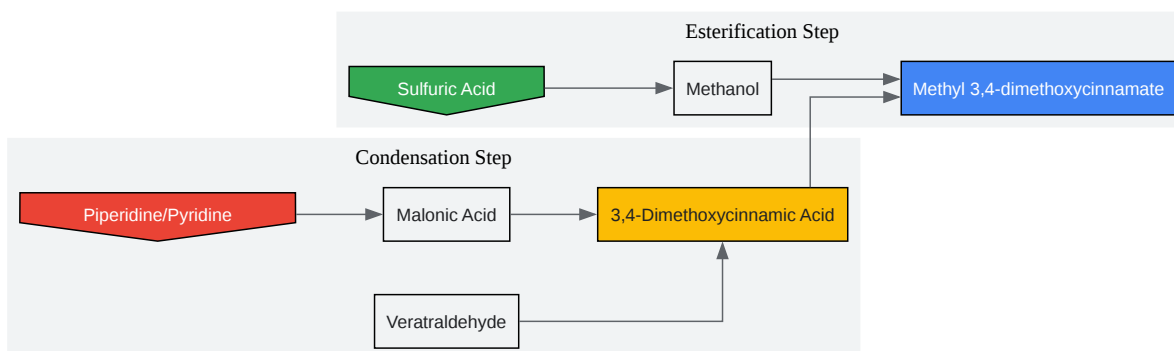 Esterification Step
Sulfuric Acid
Methanol
Methyl 3,4-dimethoxycinnamate
Condensation Step
Piperidine/Pyridine
Malonic Acid
3,4-Dimethoxycinnamic Acid
Veratraldehyde